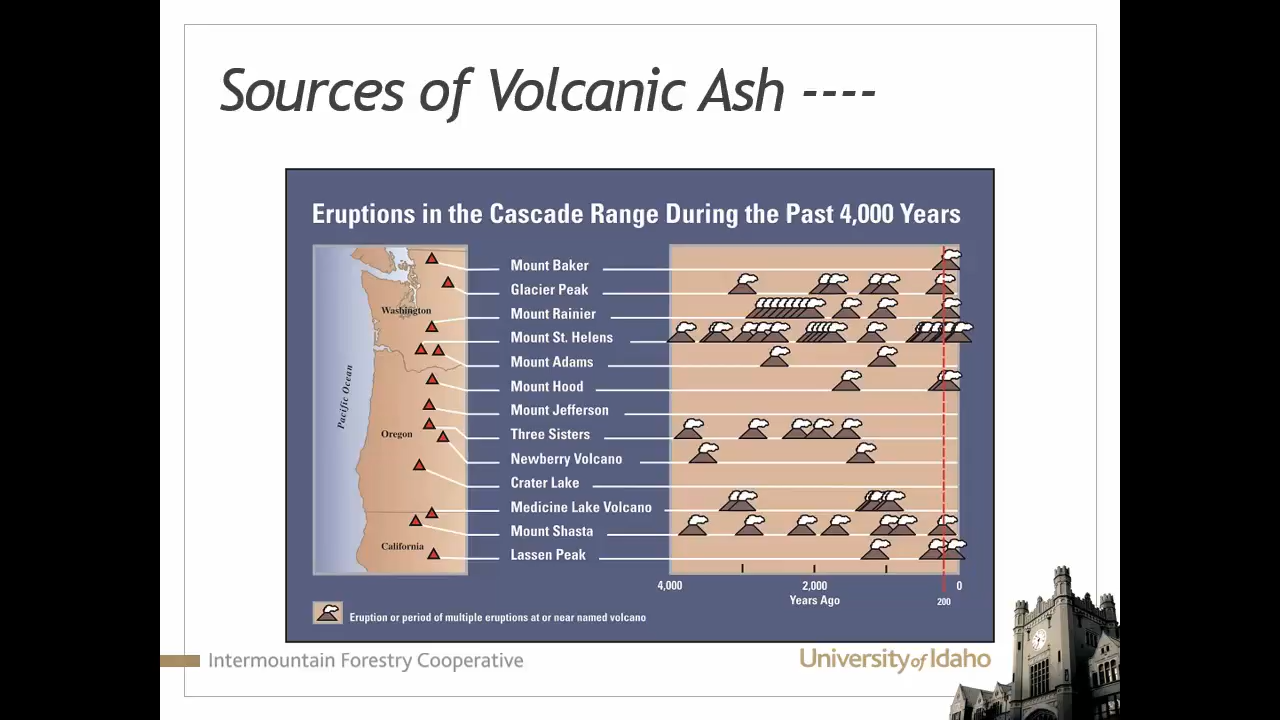 Sources of Volcanic Ash ----
Eruptions in the Cascade Range During the Past 4,000 Years
Washington
Oregon
California
Pacific Ocean
Mount Baker
Glacier Peak
Mount Rainier
Mount St. Helens
Mount Adams
Mount Hood
Mount Jefferson
Three Sisters
Newberry Volcano
Crater Lake
Medicine Lake Volcano
Mount Shasta
Lassen Peak
4,000 2,000 0
Years Ago 200
Eruption or period of multiple eruptions at or near named volcano
Intermountain Forestry Cooperative
University of Idaho